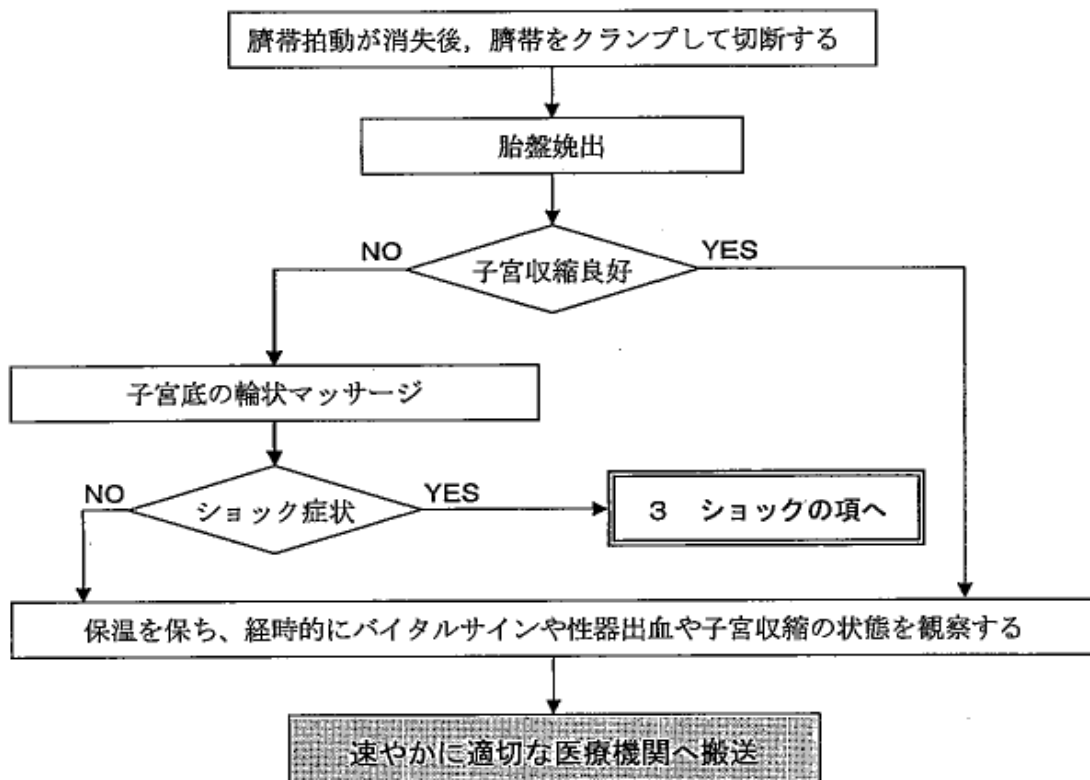 臍帯拍動が消失後，臍帯をクランプして切断する
胎盤娩出
NO
YES
子宮収縮良好
子宮底の輪状マッサージ
NO
YES
ショック症状
3　ショックの項へ
保温を保ち、経時的にバイタルサインや性器出血や子宮収縮の状態を観察する
速やかに適切な医療機関へ搬送